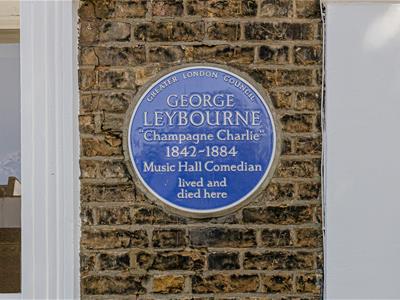 GREATER LONDON COUNCIL
GEORGE
LEYBOURNE
"Champagne Charlie"
1842~1884
Music Hall Comedian
lived and
died here